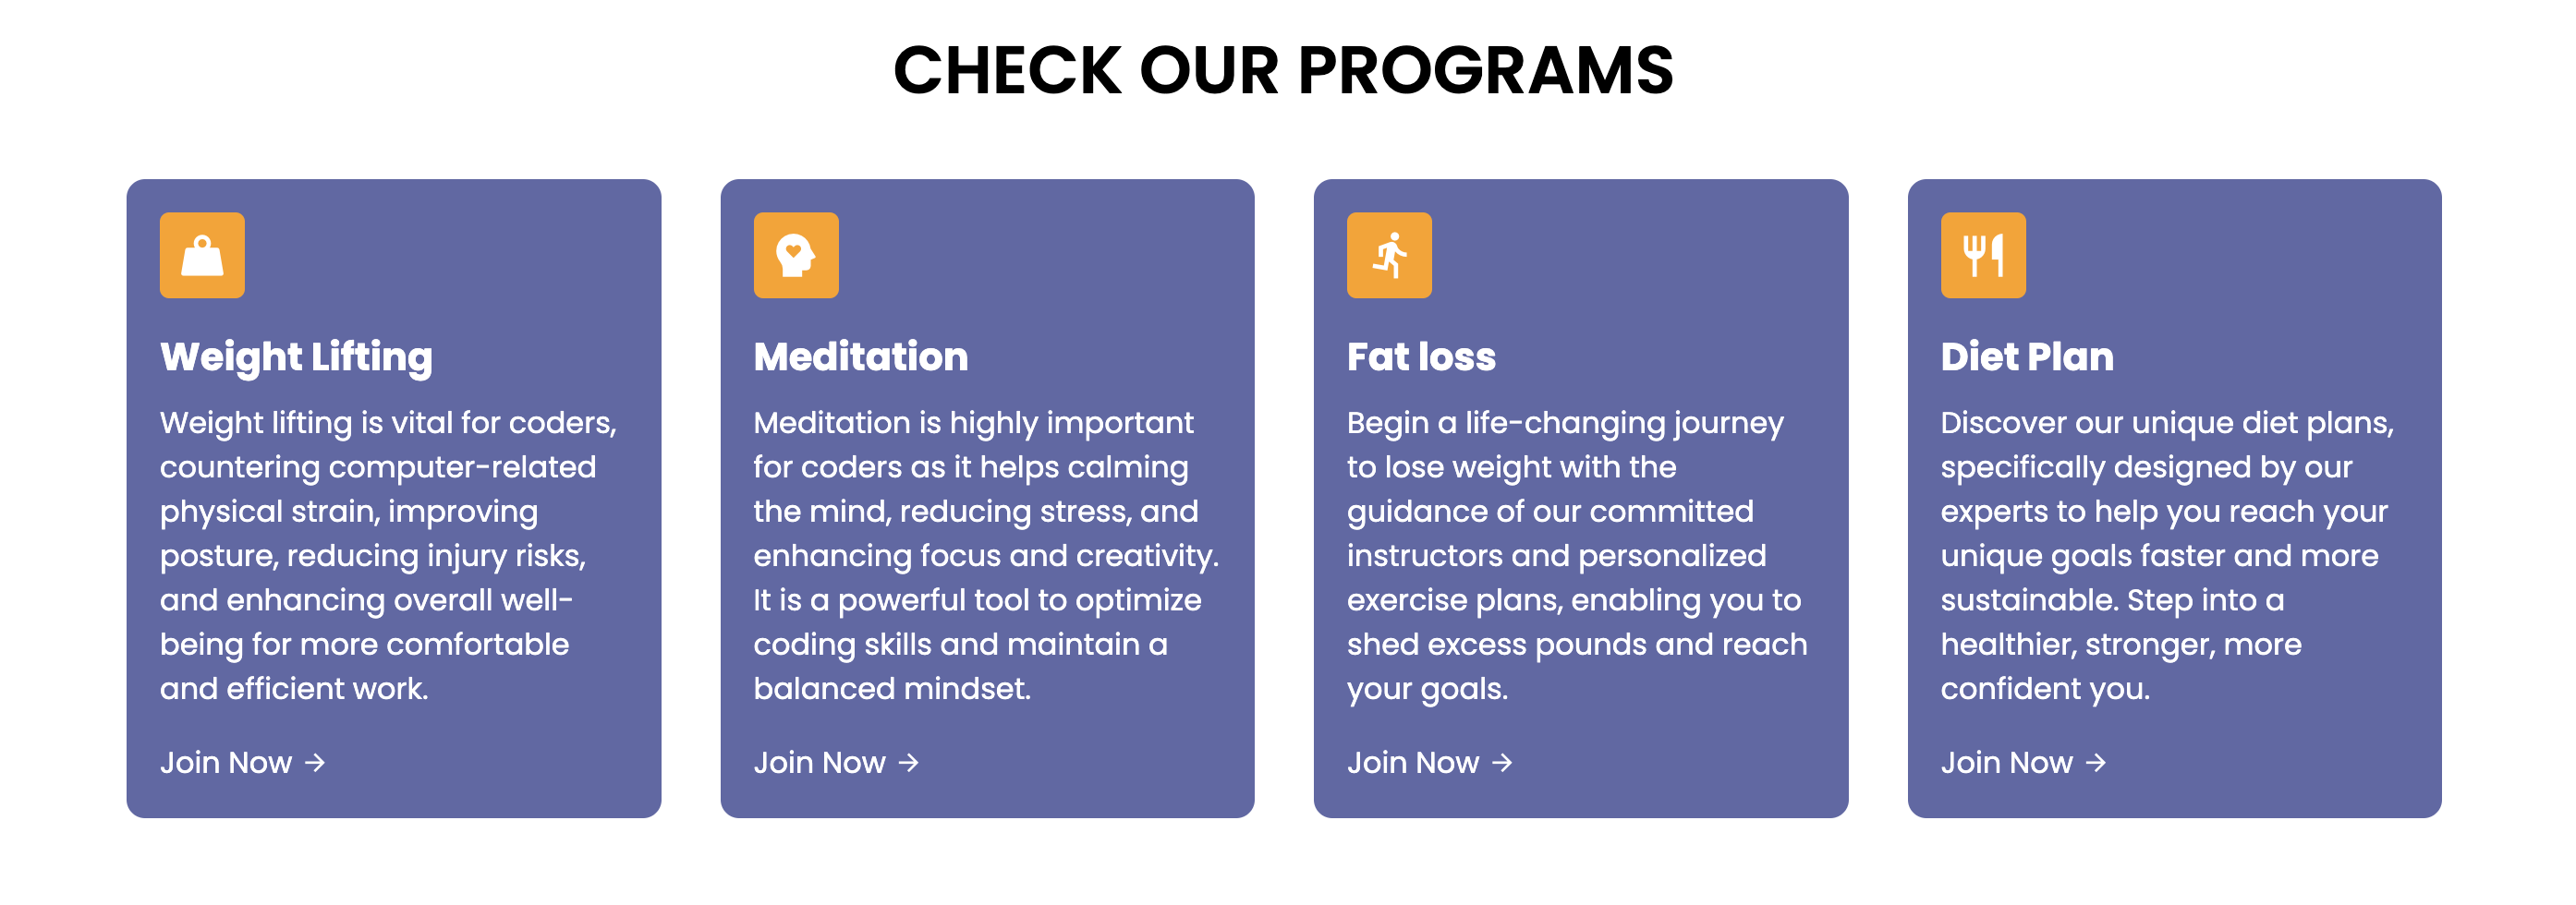 CHECK OUR PROGRAMS
Weight Lifting
Weight lifting is vital for coders,
countering computer-related
physical strain, improving
posture, reducing injury risks,
and enhancing overall well-
being for more comfortable
and efficient work.
Join Now →
Meditation
Meditation is highly important
for coders as it helps calming
the mind, reducing stress, and
enhancing focus and creativity.
It is a powerful tool to optimize
coding skills and maintain a
balanced mindset.
Join Now →
Fat loss
Begin a life-changing journey
to lose weight with the
guidance of our committed
instructors and personalized
exercise plans, enabling you to
shed excess pounds and reach
your goals.
Join Now →
Diet Plan
Discover our unique diet plans,
specifically designed by our
experts to help you reach your
unique goals faster and more
sustainable. Step into a
healthier, stronger, more
confident you.
Join Now →